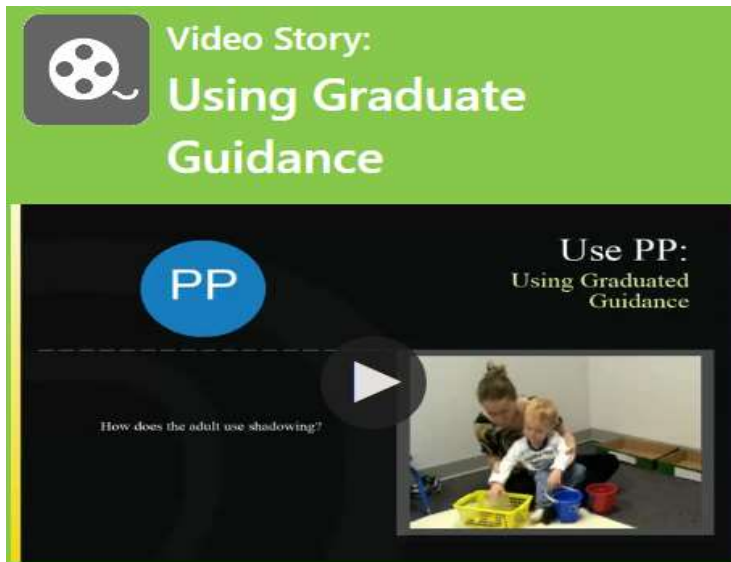 Video Story:
Using Graduate
Guidance
PP
Use PP:
Using Graduated
Guidance
How does the adult use shadowing?